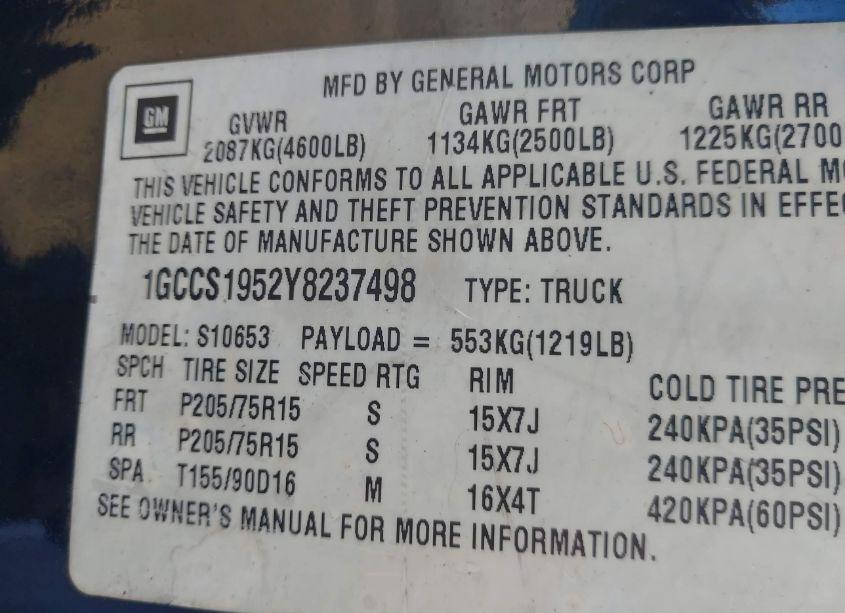 MFD BY GENERAL MOTORS CORP
GM
GVWR GAWR FRT GAWR RR
2087KG(4600LB) 1134KG(2500LB) 1225KG(2700
THIS VEHICLE CONFORMS TO ALL APPLICABLE U.S. FEDERAL MO
VEHICLE SAFETY AND THEFT PREVENTION STANDARDS IN EFFEC
THE DATE OF MANUFACTURE SHOWN ABOVE.
1GCCS1952Y8237498 TYPE: TRUCK
MODEL: S10653 PAYLOAD = 553KG(1219LB)
SPCH TIRE SIZE SPEED RTG RIM COLD TIRE PRE
FRT P205/75R15 S 15X7J 240KPA(35PSI)
RR P205/75R15 S 15X7J 240KPA(35PSI)
SPA T155/90D16 M 16X4T 420KPA(60PSI)
SEE OWNER'S MANUAL FOR MORE INFORMATION.